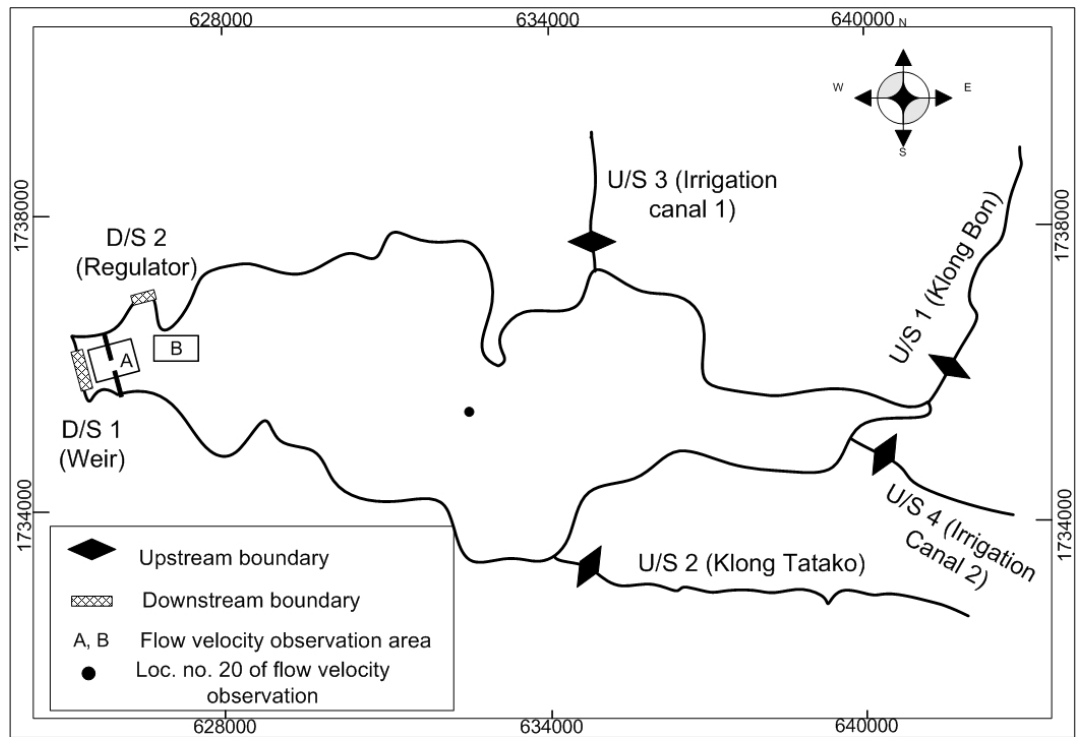 628000
634000
640000
N
W
E
S
1738000
1738000
U/S 3 (Irrigation
canal 1)
D/S 2
(Regulator)
U/S 1 (Klong Bon)
B
A
D/S 1
(Weir)
1734000
1734000
U/S 4 (Irrigation
Canal 2)
U/S 2 (Klong Tatako)
Upstream boundary
Downstream boundary
A, B
Flow velocity observation area
Loc. no. 20 of flow velocity
observation
628000
634000
640000